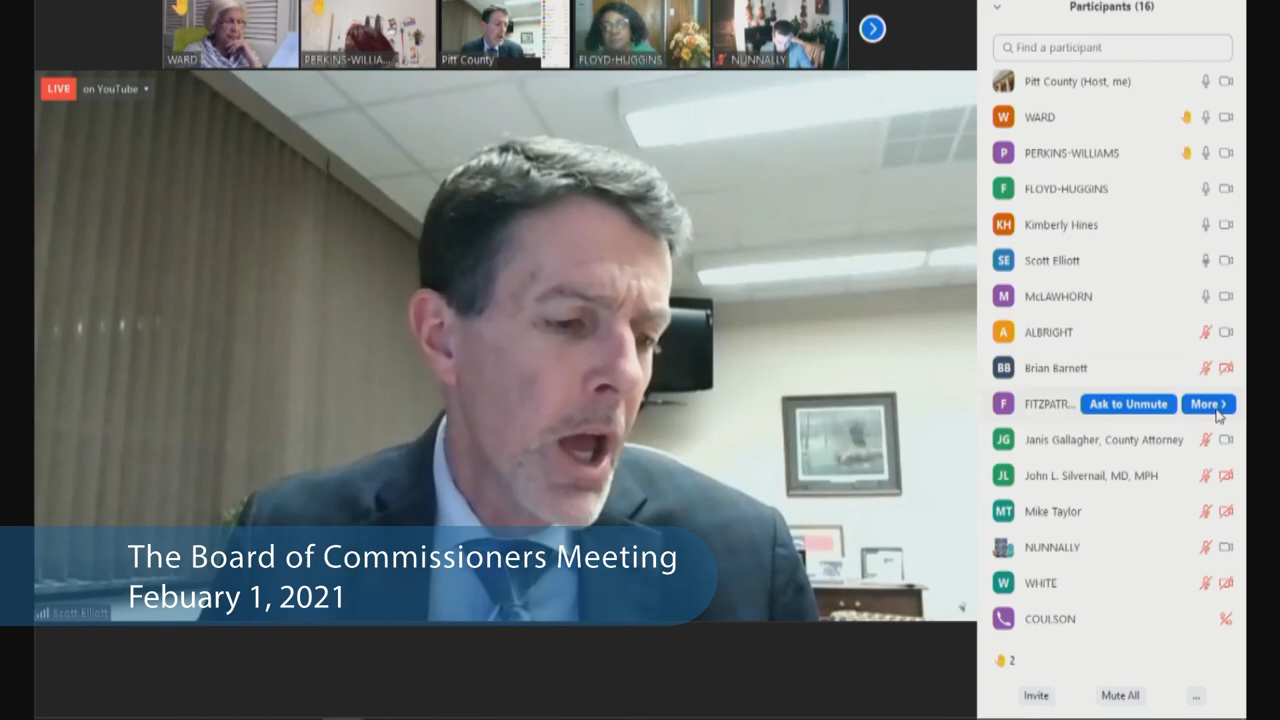 WARD
PERKINS-WILLIA...
Pitt County
FLOYD-HUGGINS
NUNNALLY
LIVE on YouTube
Scott Elliott
The Board of Commissioners Meeting
Febuary 1, 2021
Participants (16)
Find a participant
Pitt County (Host, me)
W WARD
P PERKINS-WILLIAMS
F FLOYD-HUGGINS
KH Kimberly Hines
SE Scott Elliott
M McLAWHORN
A ALBRIGHT
BB Brian Barnett
F FITZPATR... Ask to Unmute More >
JG Janis Gallagher, County Attorney
JL John L. Silvernail, MD, MPH
MT Mike Taylor
NUNNALLY
W WHITE
COULSON
2
Invite Mute All ...